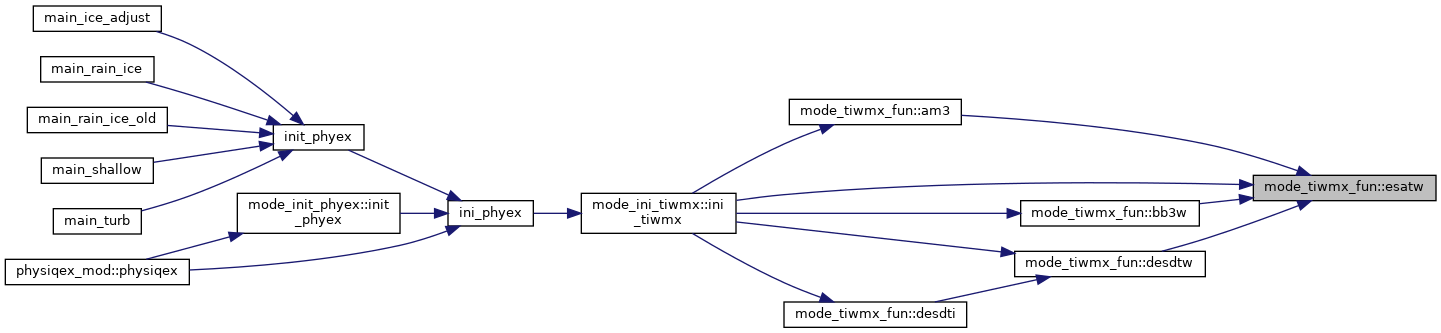 main_ice_adjust
main_rain_ice
main_rain_ice_old
main_shallow
main_turb
physiqex_mod::physiqex
init_phyex
mode_init_phyex::init
_phyex
ini_phyex
mode_ini_tiwmx::ini
_tiwmx
mode_tiwmx_fun::am3
mode_tiwmx_fun::bb3w
mode_tiwmx_fun::desdtw
mode_tiwmx_fun::desdti
mode_tiwmx_fun::esatw